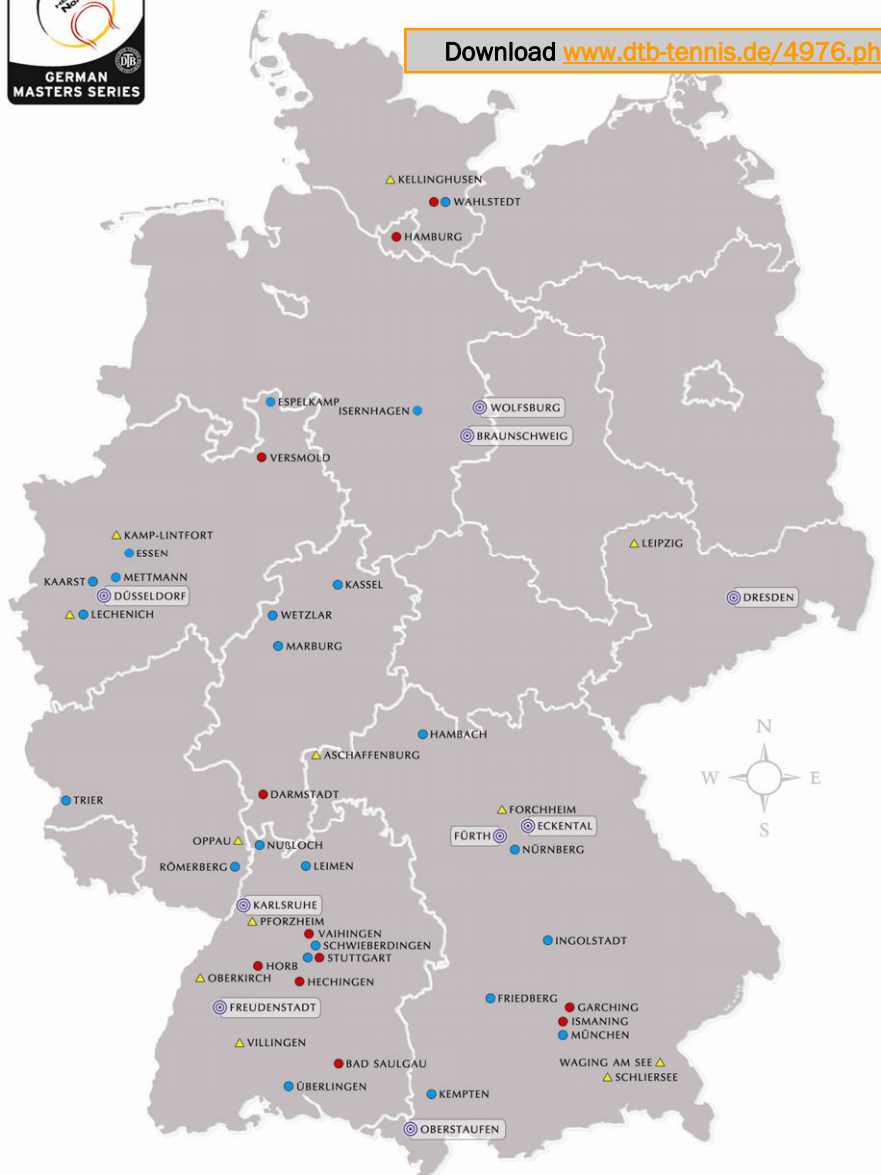 GERMAN
MASTERS SERIES
Download www.dtb-tennis.de/4976.ph
KELLINGHUSEN
WAHLSTEDT
HAMBURG
ESPELKAMP
ISERNHAGEN
WOLFSBURG
BRAUNSCHWEIG
VERSMOLD
KAMP-LINTFORT
ESSEN
LEIPZIG
KAARST
METTMANN
KASSEL
DÜSSELDORF
DRESDEN
LECHENICH
WETZLAR
MARBURG
HAMBACH
ASCHAFFENBURG
N
W
E
S
TRIER
DARMSTADT
FORCHHEIM
ECKENTAL
FÜRTH
OPPAU
NUßLOCH
NÜRNBERG
RÖMERBERG
LEIMEN
KARLSRUHE
PFORZHEIM
VAIHINGEN
SCHWIEBERDINGEN
INGOLSTADT
STUTTGART
HORB
OBERKIRCH
HECHINGEN
FRIEDBERG
FREUDENSTADT
GARCHING
ISMANING
MÜNCHEN
VILLINGEN
WAGING AM SEE
BAD SAULGAU
SCHLIERSEE
ÜBERLINGEN
KEMPTEN
OBERSTAUFEN